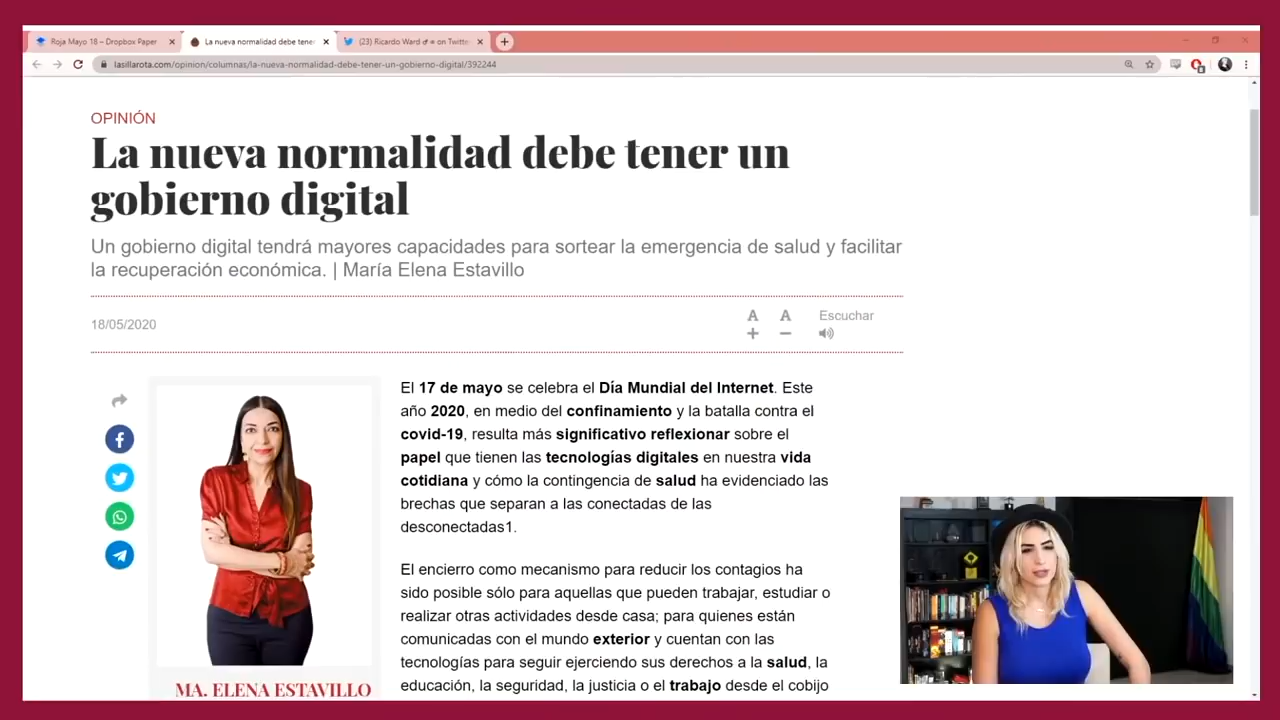 Roja Mayo 18 – Dropbox Paper
La nueva normalidad debe tener
(23) Ricardo Ward on Twitte
lasillarota.com/opinion/columnas/la-nueva-normalidad-debe-tener-un-gobierno-digital/392244
OPINIÓN
La nueva normalidad debe tener un
gobierno digital
Un gobierno digital tendrá mayores capacidades para sortear la emergencia de salud y facilitar
la recuperación económica. | María Elena Estavillo
18/05/2020
A A Escuchar
+ −
El 17 de mayo se celebra el Día Mundial del Internet. Este
año 2020, en medio del confinamiento y la batalla contra el
covid-19, resulta más significativo reflexionar sobre el
papel que tienen las tecnologías digitales en nuestra vida
cotidiana y cómo la contingencia de salud ha evidenciado las
brechas que separan a las conectadas de las
desconectadas1.
El encierro como mecanismo para reducir los contagios ha
sido posible sólo para aquellas que pueden trabajar, estudiar o
realizar otras actividades desde casa; para quienes están
comunicadas con el mundo exterior y cuentan con las
tecnologías para seguir ejerciendo sus derechos a la salud, la
educación, la seguridad, la justicia o el trabajo desde el cobijo
MA. ELENA ESTAVILLO